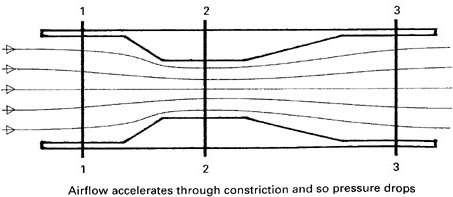 1 2 3
1 2 3
Airflow accelerates through constriction and so pressure drops